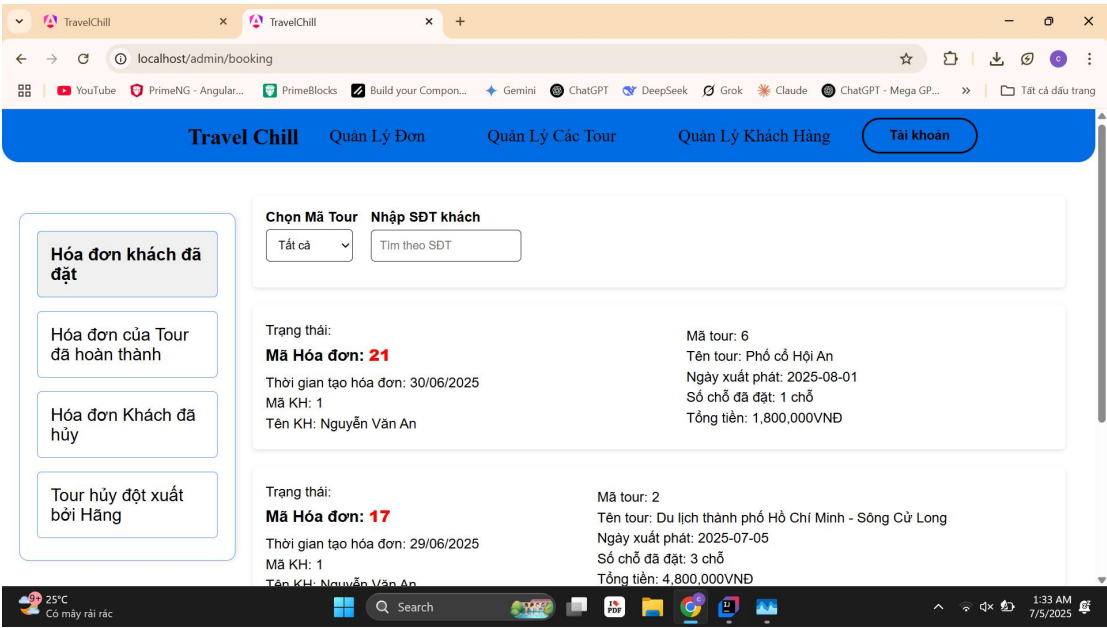 TravelChill
TravelChill
localhost/admin/booking
YouTube
PrimeNG - Angular...
PrimeBlocks
Build your Compon...
Gemini
ChatGPT
DeepSeek
Grok
Claude
ChatGPT - Mega GP...
Tất cả dấu trang
Travel Chill
Quản Lý Đơn
Quản Lý Các Tour
Quản Lý Khách Hàng
Tài khoản
Hóa đơn khách đã
đặt
Hóa đơn của Tour
đã hoàn thành
Hóa đơn Khách đã
hủy
Tour hủy đột xuất
bởi Hãng
Chọn Mã Tour
Nhập SĐT khách
Tất cả
Tìm theo SĐT
Trạng thái:
Mã Hóa đơn: 21
Thời gian tạo hóa đơn: 30/06/2025
Mã KH: 1
Tên KH: Nguyễn Văn An
Mã tour: 6
Tên tour: Phố cổ Hội An
Ngày xuất phát: 2025-08-01
Số chỗ đã đặt: 1 chỗ
Tổng tiền: 1,800,000VNĐ
Trạng thái:
Mã Hóa đơn: 17
Thời gian tạo hóa đơn: 29/06/2025
Mã KH: 1
Tên KH: Nguyễn Văn An
Mã tour: 2
Tên tour: Du lịch thành phố Hồ Chí Minh - Sông Cử Long
Ngày xuất phát: 2025-07-05
Số chỗ đã đặt: 3 chỗ
Tổng tiền: 4,800,000VNĐ
9+
25°C
Có mây rải rác
Search
I
PDF
1:33 AM
7/5/2025